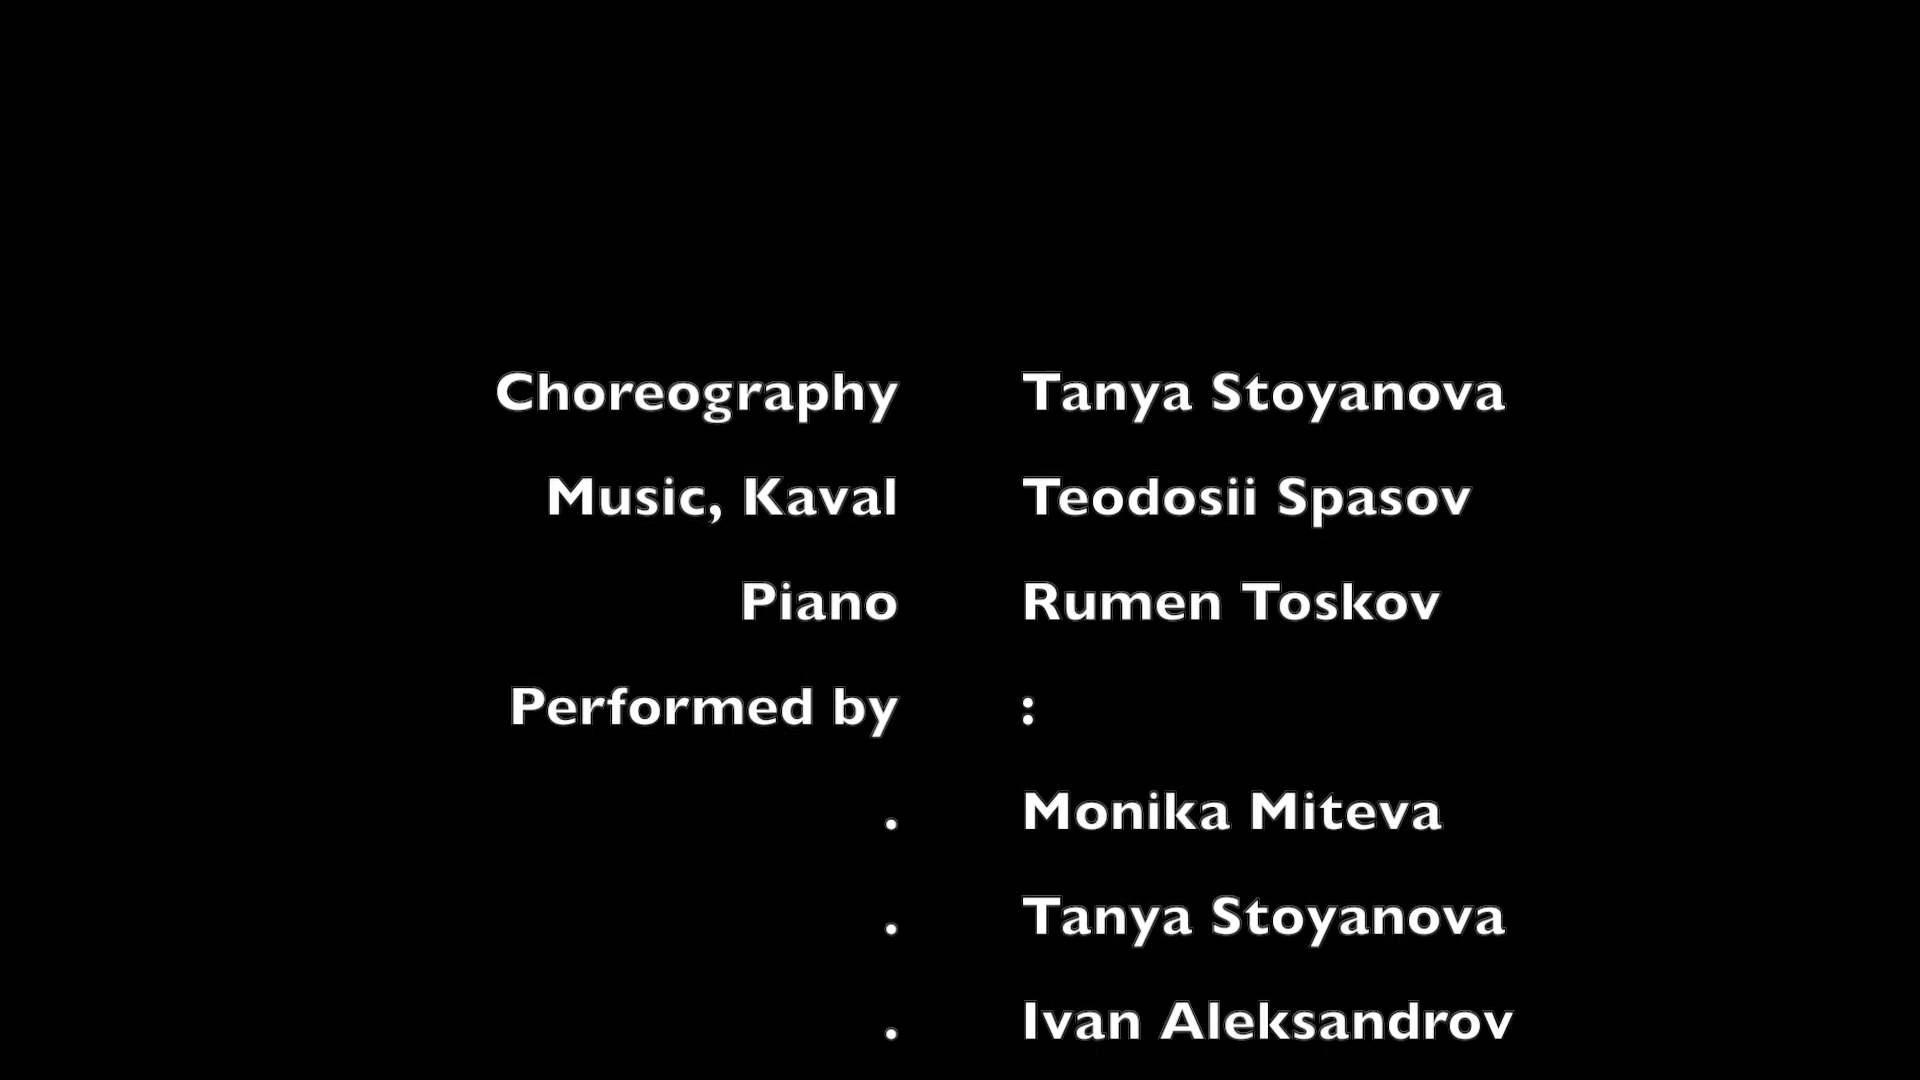 Choreography Tanya Stoyanova
Music, Kaval Teodosii Spasov
Piano Rumen Toskov
Performed by :
. Monika Miteva
. Tanya Stoyanova
. Ivan Aleksandrov